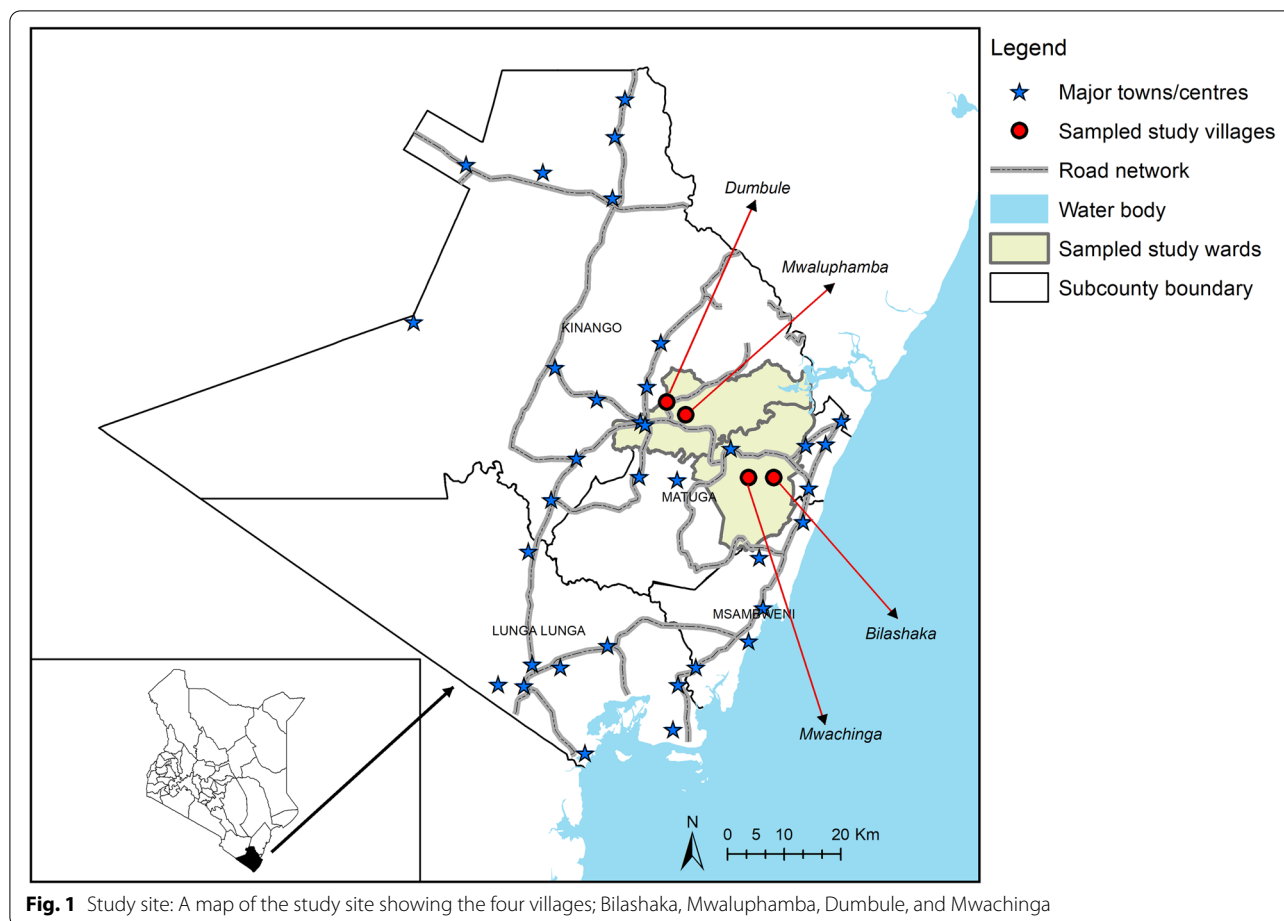 Legend
Major towns/centres
Sampled study villages
Road network
Water body
Sampled study wards
Subcounty boundary
Dumbule
Mwaluphamba
KINANGO
MATUGA
MSAMBWENI
LUNGA LUNGA
Bilashaka
Mwachinga
N
0 5 10 20 Km
Fig. 1 Study site: A map of the study site showing the four villages; Bilashaka, Mwaluphamba, Dumbule, and Mwachinga